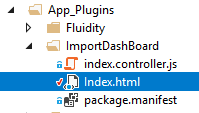 App_Plugins
Fluidity
ImportDashBoard
index.controller.js
Index.html
package.manifest